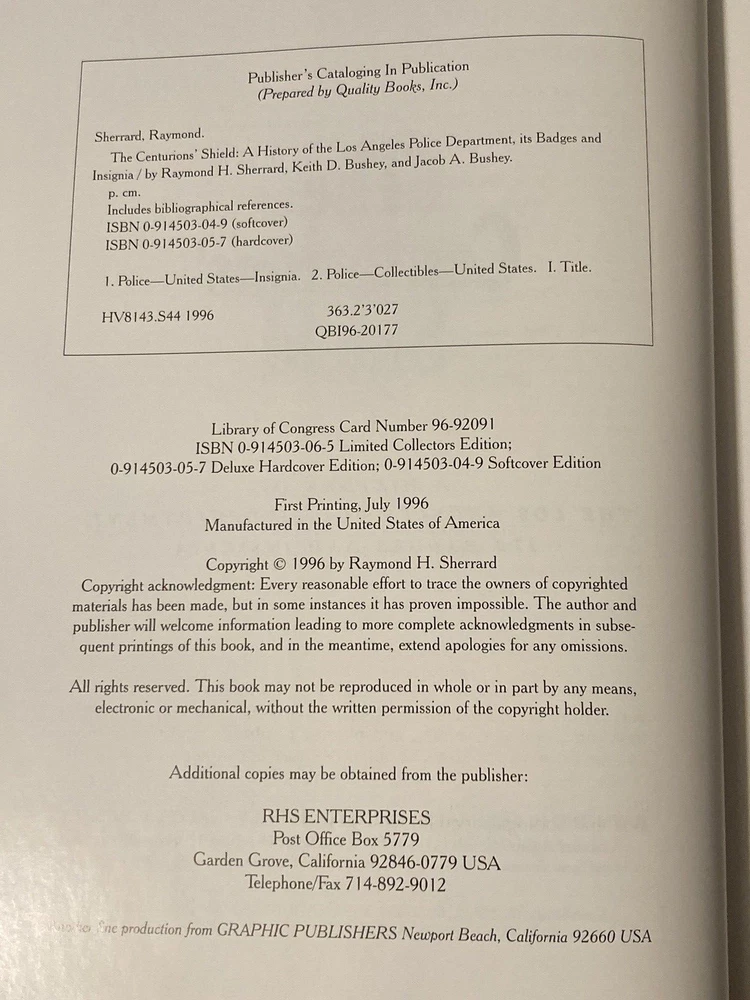 Publisher's Cataloging In Publication
(Prepared by Quality Books, Inc.)
Sherrard, Raymond.
The Centurions' Shield: A History of the Los Angeles Police Department, its Badges and
Insignia / by Raymond H. Sherrard, Keith D. Bushey, and Jacob A. Bushey.
p. cm.
Includes bibliographical references.
ISBN 0-914503-04-9 (softcover)
ISBN 0-914503-05-7 (hardcover)
1. Police—United States—Insignia. 2. Police—Collectibles—United States. I. Title.
HV8143.S44 1996 363.2'3'027
QBI96-20177
Library of Congress Card Number 96-92091
ISBN 0-914503-06-5 Limited Collectors Edition;
0-914503-05-7 Deluxe Hardcover Edition; 0-914503-04-9 Softcover Edition
First Printing, July 1996
Manufactured in the United States of America
Copyright © 1996 by Raymond H. Sherrard
Copyright acknowledgment: Every reasonable effort to trace the owners of copyrighted
materials has been made, but in some instances it has proven impossible. The author and
publisher will welcome information leading to more complete acknowledgments in subse-
quent printings of this book, and in the meantime, extend apologies for any omissions.
All rights reserved. This book may not be reproduced in whole or in part by any means,
electronic or mechanical, without the written permission of the copyright holder.
Additional copies may be obtained from the publisher:
RHS ENTERPRISES
Post Office Box 5779
Garden Grove, California 92846-0779 USA
Telephone/Fax 714-892-9012
production from GRAPHIC PUBLISHERS Newport Beach, California 92660 USA